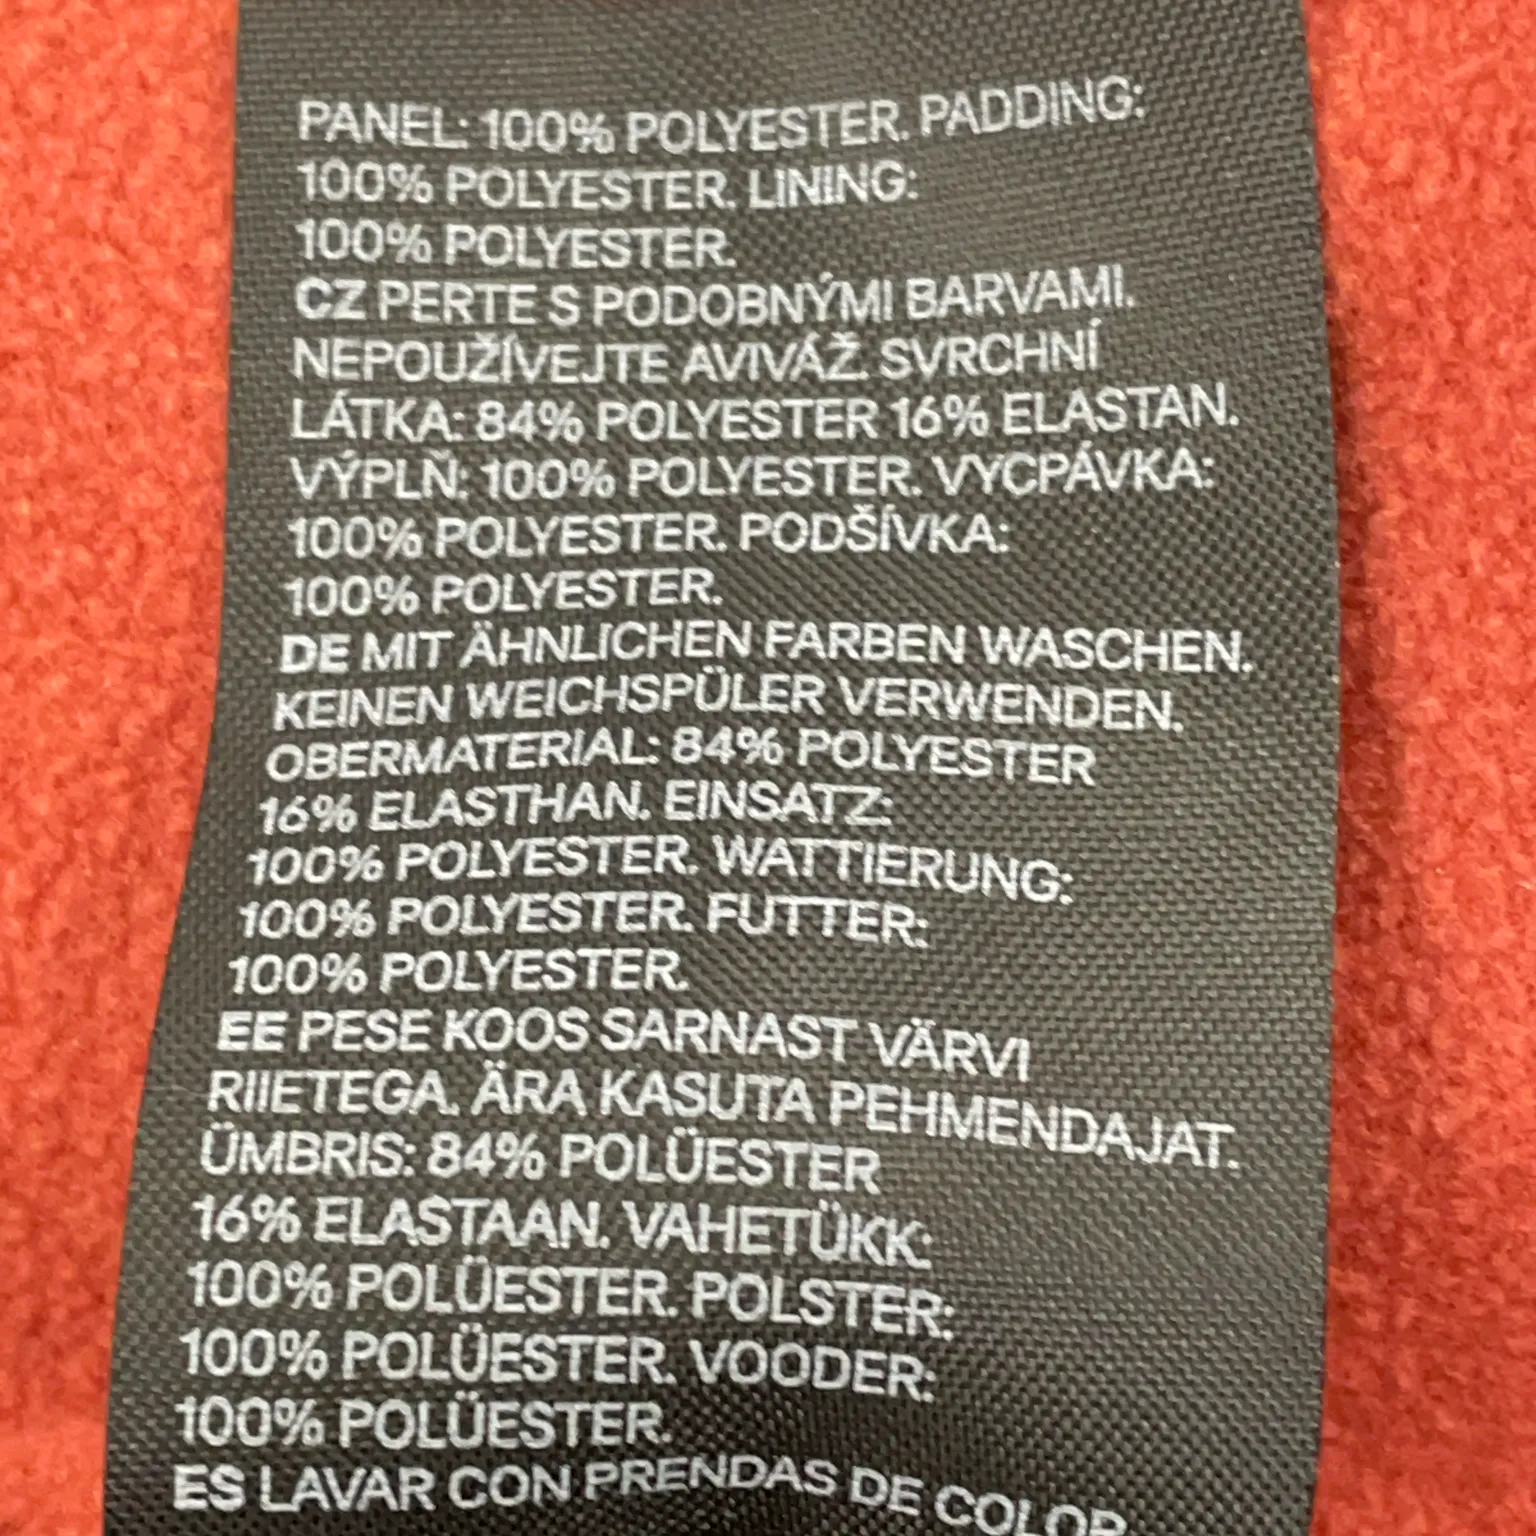 PANEL: 100% POLYESTER. PADDING:
100% POLYESTER. LINING:
100% POLYESTER.
CZ PERTE S PODOBNÝMI BARVAMI.
NEPOUŽÍVEJTE AVIVÁŽ. SVRCHNÍ
LÁTKA: 84% POLYESTER 16% ELASTAN.
VÝPLŇ: 100% POLYESTER. VYCPÁVKA:
100% POLYESTER. PODŠÍVKA:
100% POLYESTER.
DE MIT ÄHNLICHEN FARBEN WASCHEN.
KEINEN WEICHSPÜLER VERWENDEN.
OBERMATERIAL: 84% POLYESTER
16% ELASTHAN. EINSATZ:
100% POLYESTER. WATTIERUNG:
100% POLYESTER. FUTTER:
100% POLYESTER.
EE PESE KOOS SARNAST VÄRVI
RIIETEGA. ÄRA KASUTA PEHMENDAJAT.
ÜMBRIS: 84% POLÜESTER
16% ELASTAAN. VAHETÜKK:
100% POLÜESTER. POLSTER:
100% POLÜESTER. VOODER:
100% POLÜESTER.
ES LAVAR CON PRENDAS DE COLOR